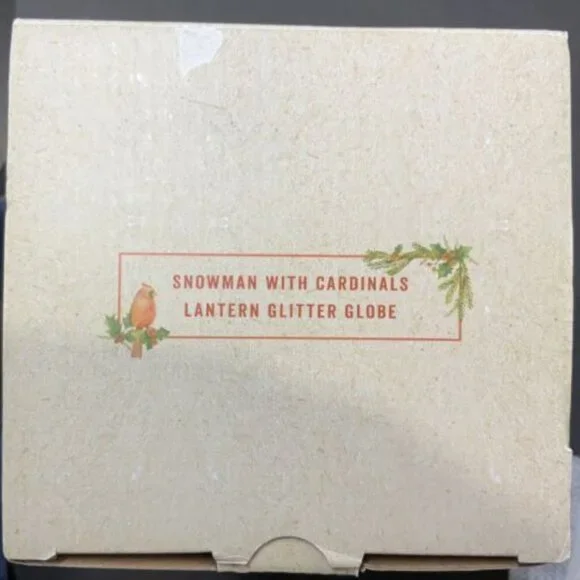 SNOWMAN WITH CARDINALS
LANTERN GLITTER GLOBE